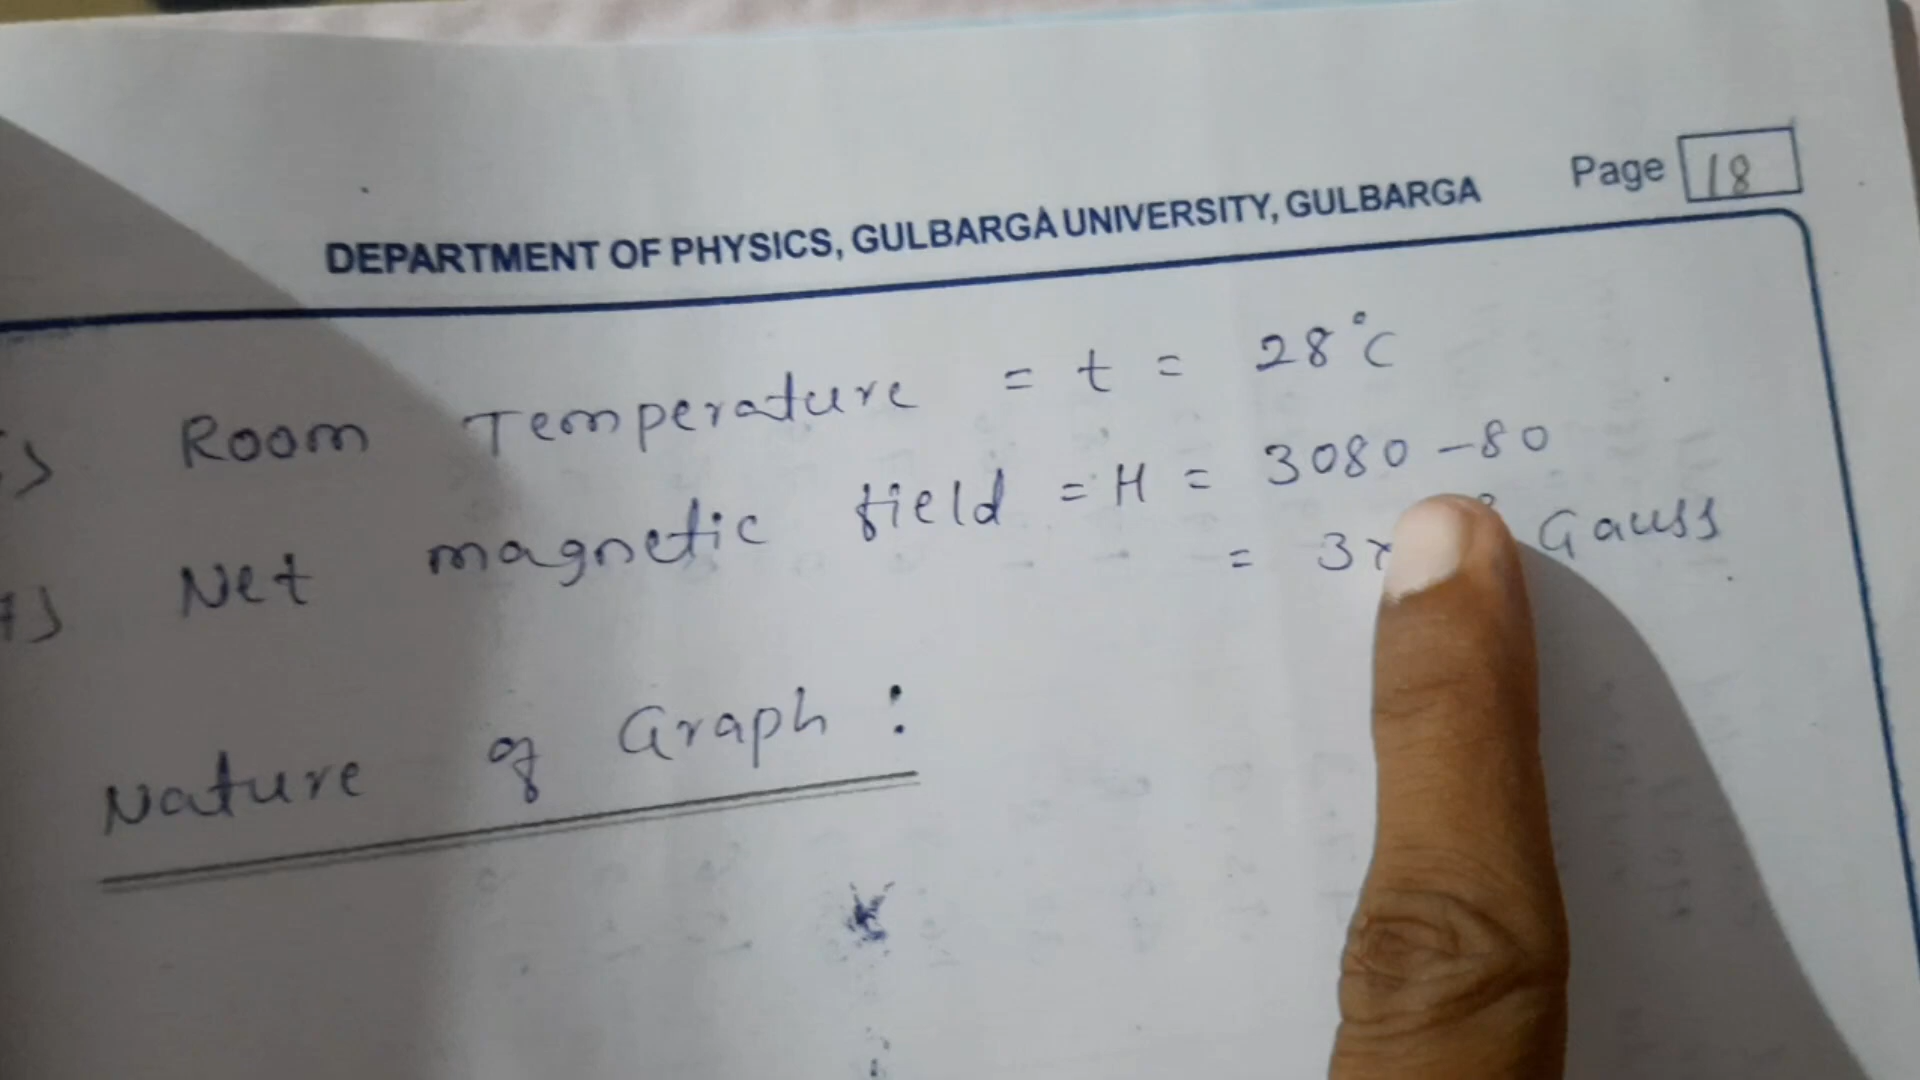 Page 18
DEPARTMENT OF PHYSICS, GULBARGA UNIVERSITY, GULBARGA
Room Temperature = t = 28°C
Net magnetic field = H = 3080 - 80
= 3x Gauss
Nature of Graph :